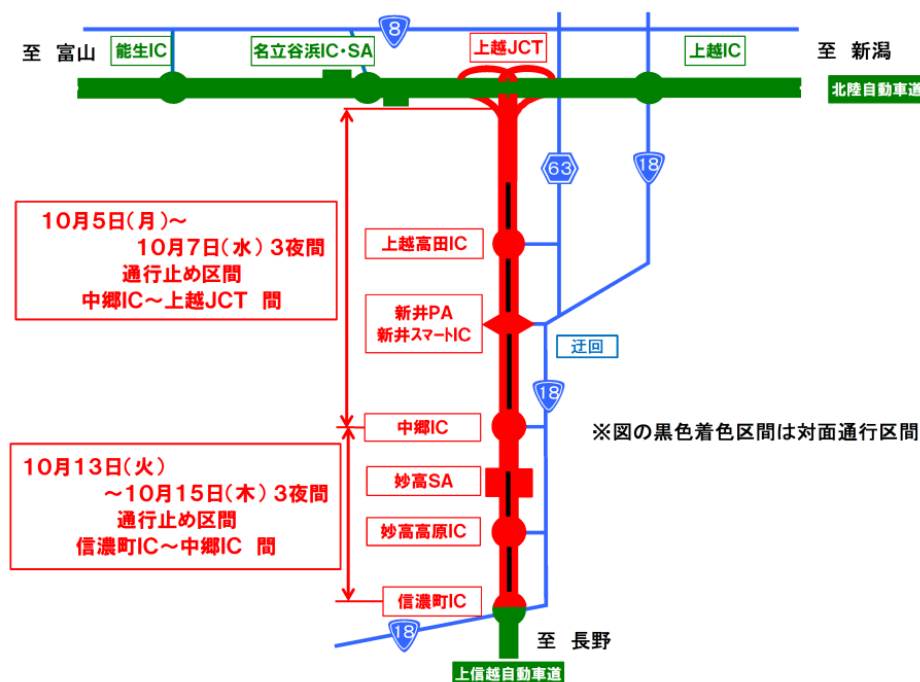 8
至 富山
能生IC
名立谷浜IC・SA
上越JCT
上越IC
至 新潟
北陸自動車道
63
18
10月5日(月)～
10月7日(水) 3夜間
通行止め区間
中郷IC～上越JCT 間
上越高田IC
新井PA
新井スマートIC
迂回
18
中郷IC
※図の黒色着色区間は対面通行区間
10月13日(火)
～10月15日(木) 3夜間
通行止め区間
信濃町IC～中郷IC 間
妙高SA
妙高高原IC
信濃町IC
18
至 長野
上信越自動車道